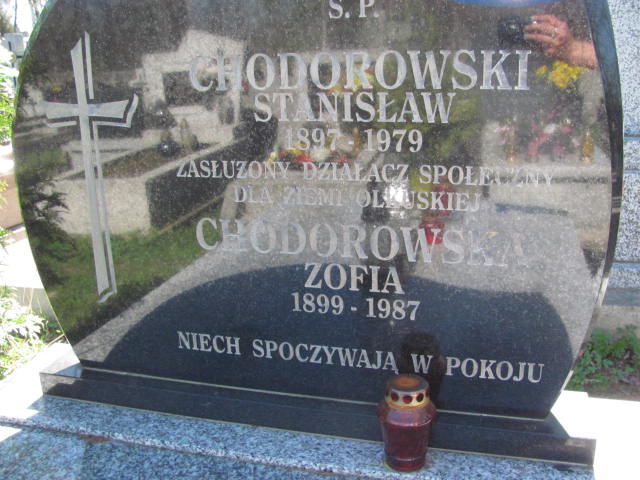 Ś. P.
CHODOROWSKI
STANISŁAW
1897 - 1979
ZASŁUŻONY DZIAŁACZ SPOŁECZNY
DLA ZIEMI OLKUSKIEJ
CHODOROWSKA
ZOFIA
1899 - 1987
NIECH SPOCZYWAJĄ W POKOJU